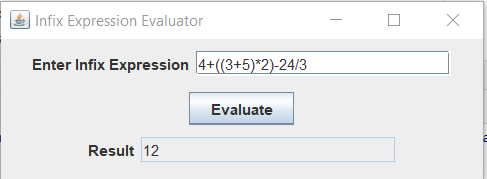 Infix Expression Evaluator
Enter Infix Expression 4+((3+5)*2)-24/3
Evaluate
Result 12